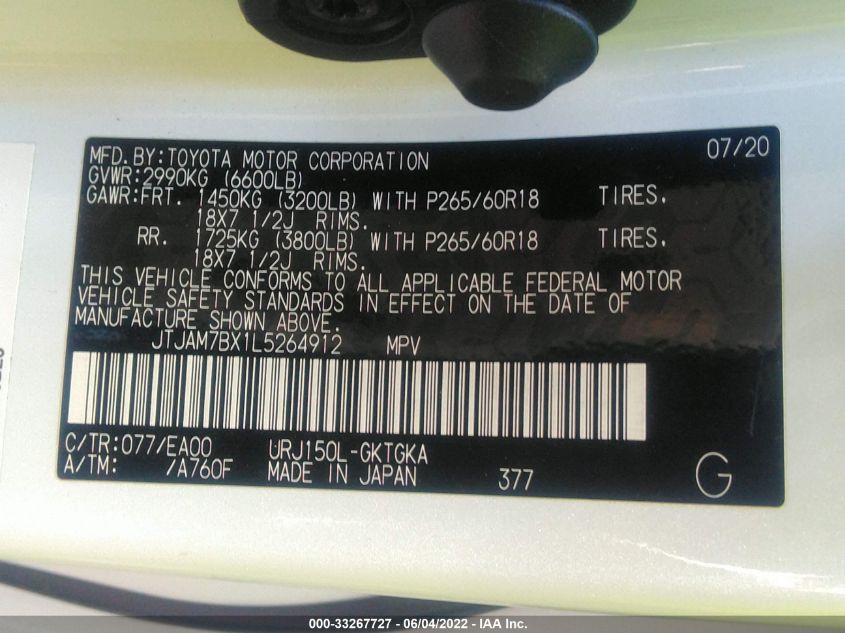 MFD. BY: TOYOTA MOTOR CORPORATION 07/20
GVWR: 2990KG (6600LB)
GAWR: FRT. 1450KG (3200LB) WITH P265/60R18 TIRES.
18X7 1/2J RIMS.
RR. 1725KG (3800LB) WITH P265/60R18 TIRES.
18X7 1/2J RIMS.
THIS VEHICLE CONFORMS TO ALL APPLICABLE FEDERAL MOTOR
VEHICLE SAFETY STANDARDS IN EFFECT ON THE DATE OF
MANUFACTURE SHOWN ABOVE.
JTJAM7BX1L5264912 MPV
C/TR: 077/EA00 URJ150L-GKTGKA
A/TM: /A760F MADE IN JAPAN 377 G
000-33267727 - 06/04/2022 - IAA Inc.